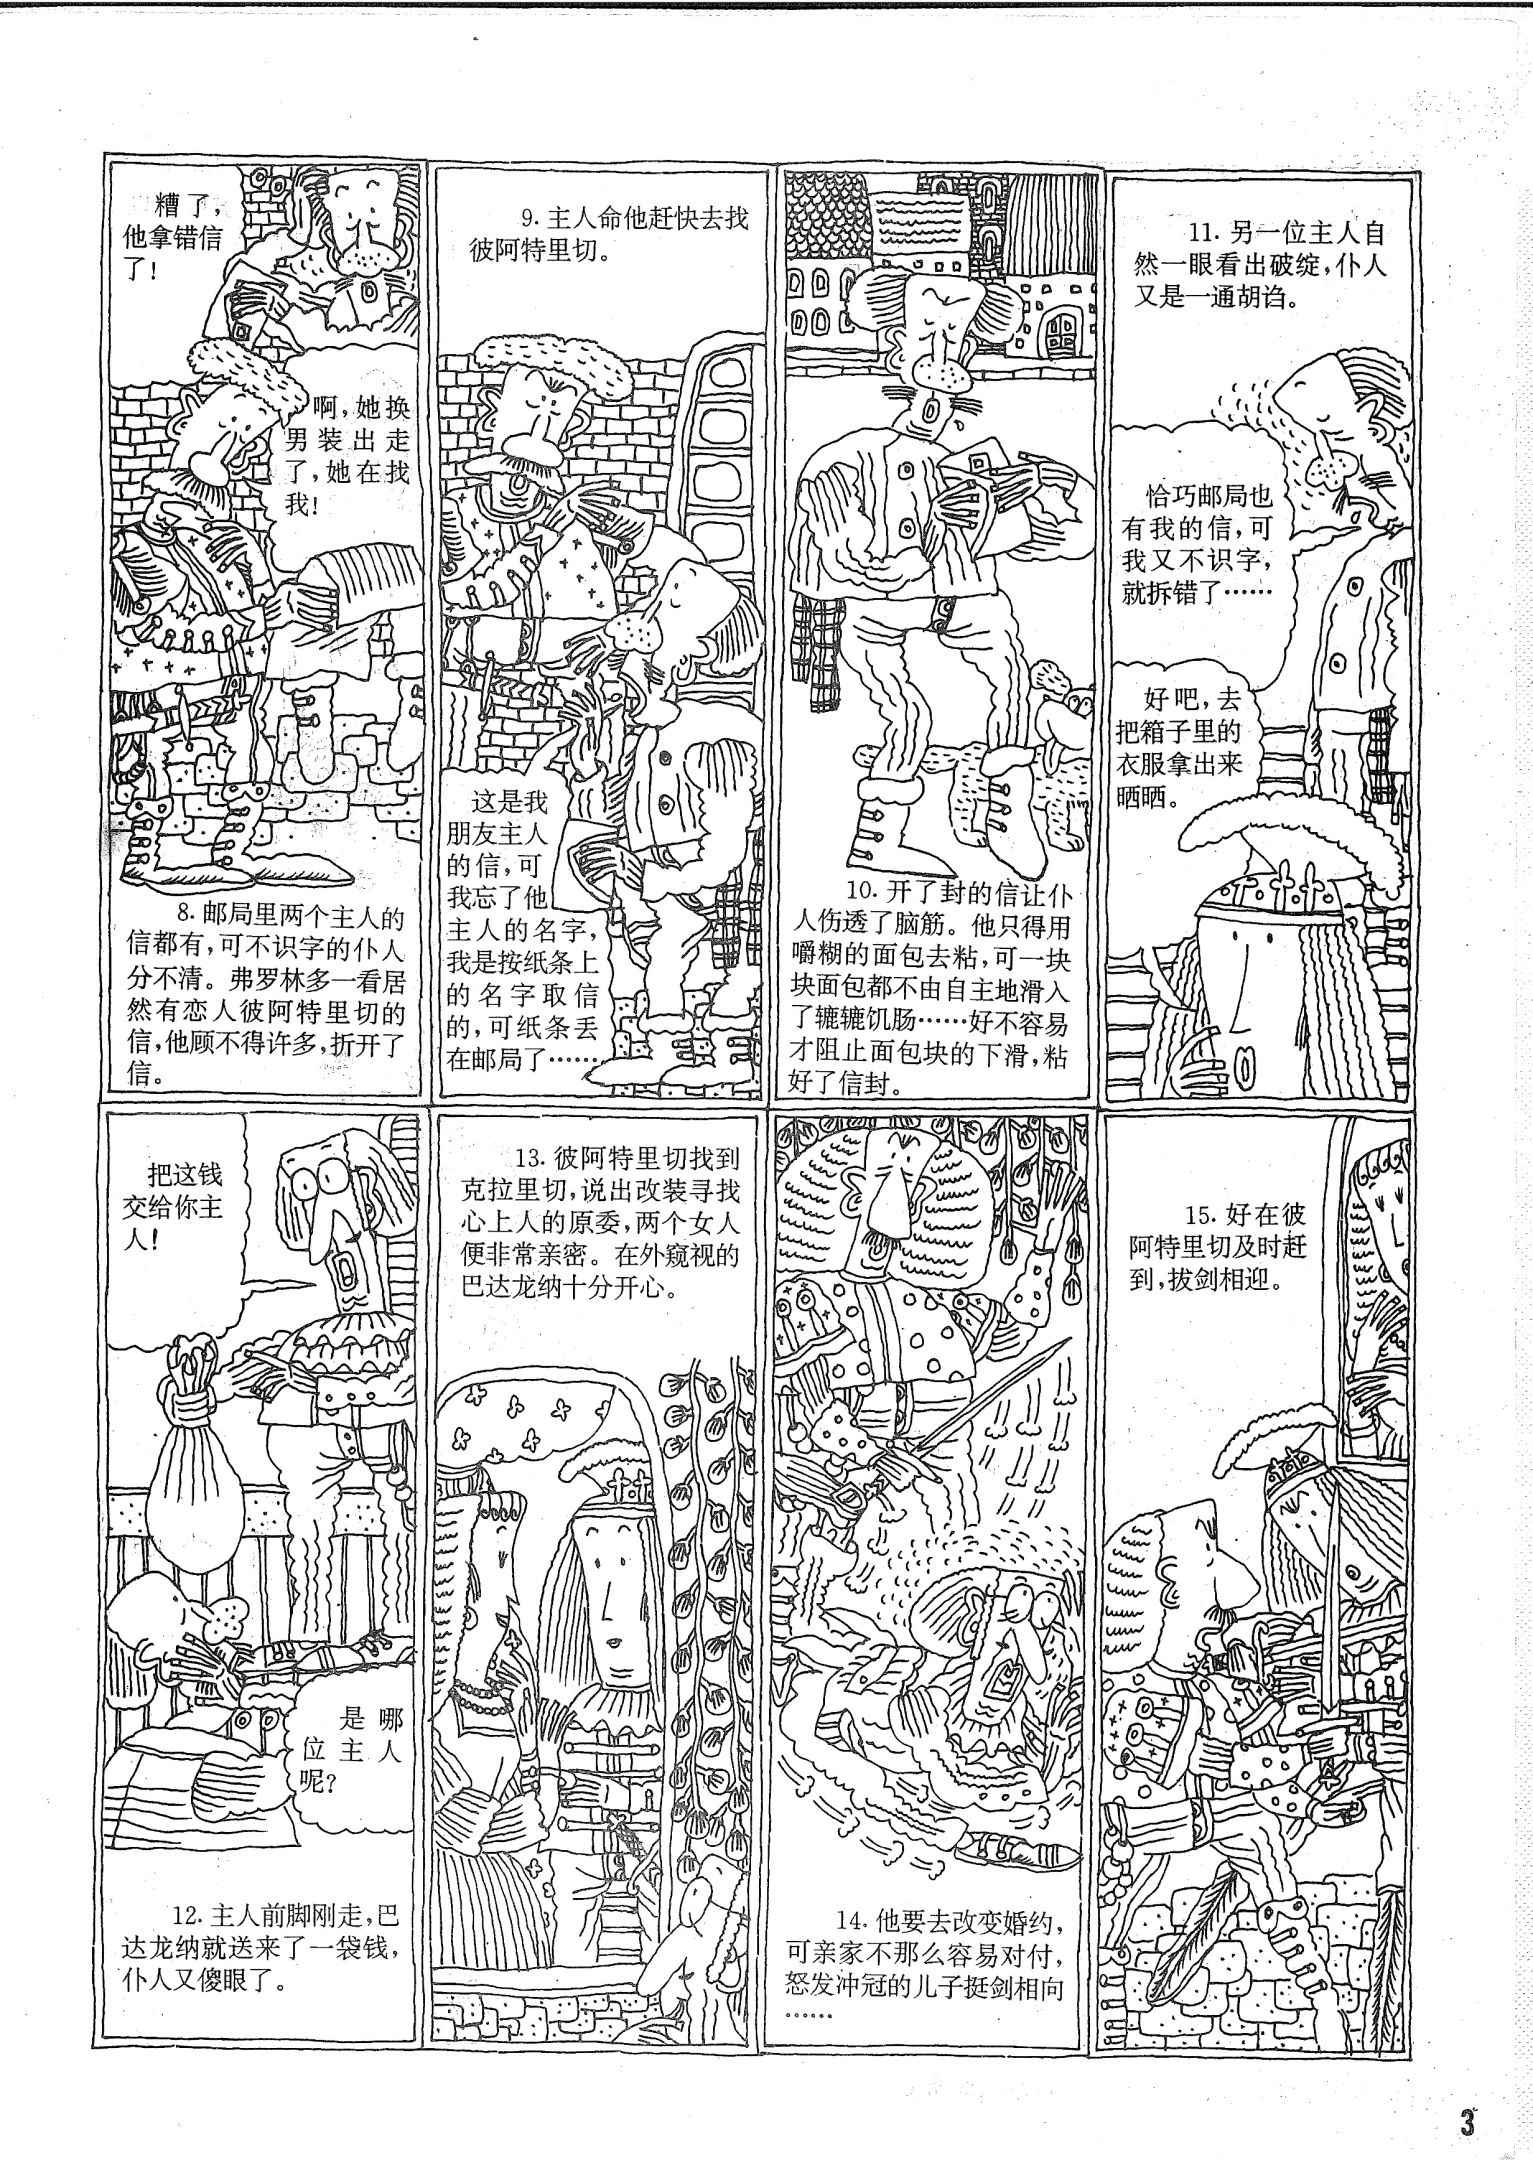 糟了，
他拿错信
了！
啊，她换
男装出走
了，她在找
我！
8. 邮局里两个主人的
信都有，可不识字的仆人
分不清。弗罗林多一看居
然有恋人彼阿特里切的
信，他顾不得许多，折开了
信。
9. 主人命他赶快去找
彼阿特里切。
这是我
朋友主人
的信，可
我忘了他
主人的名字，
我是按纸条上
的名字取信
的，可纸条丢
在邮局了……
10. 开了封的信让仆
人伤透了脑筋。他只得用
嚼糊的面包去粘，可一块
块面包都不由自主地滑入
了辘辘饥肠……好不容易
才阻止面包块的下滑，粘
好了信封。
11. 另一位主人自
然一眼看出破绽，仆人
又是一通胡诌。
恰巧邮局也
有我的信，可
我又不识字，
就拆错了……
好吧，去
把箱子里的
衣服拿出来
晒晒。
把这钱
交给你主
人！
是哪
位主人
呢？
12. 主人前脚刚走，巴
达龙纳就送来了一袋钱，
仆人又傻眼了。
13. 彼阿特里切找到
克拉里切，说出改装寻找
心上人的原委，两个女人
便非常亲密。在外窥视的
巴达龙纳十分开心。
14. 他要去改变婚约，
可亲家不那么容易对付，
怒发冲冠的儿子挺剑相向
……
15. 好在彼
阿特里切及时赶
到，拔剑相迎。
3